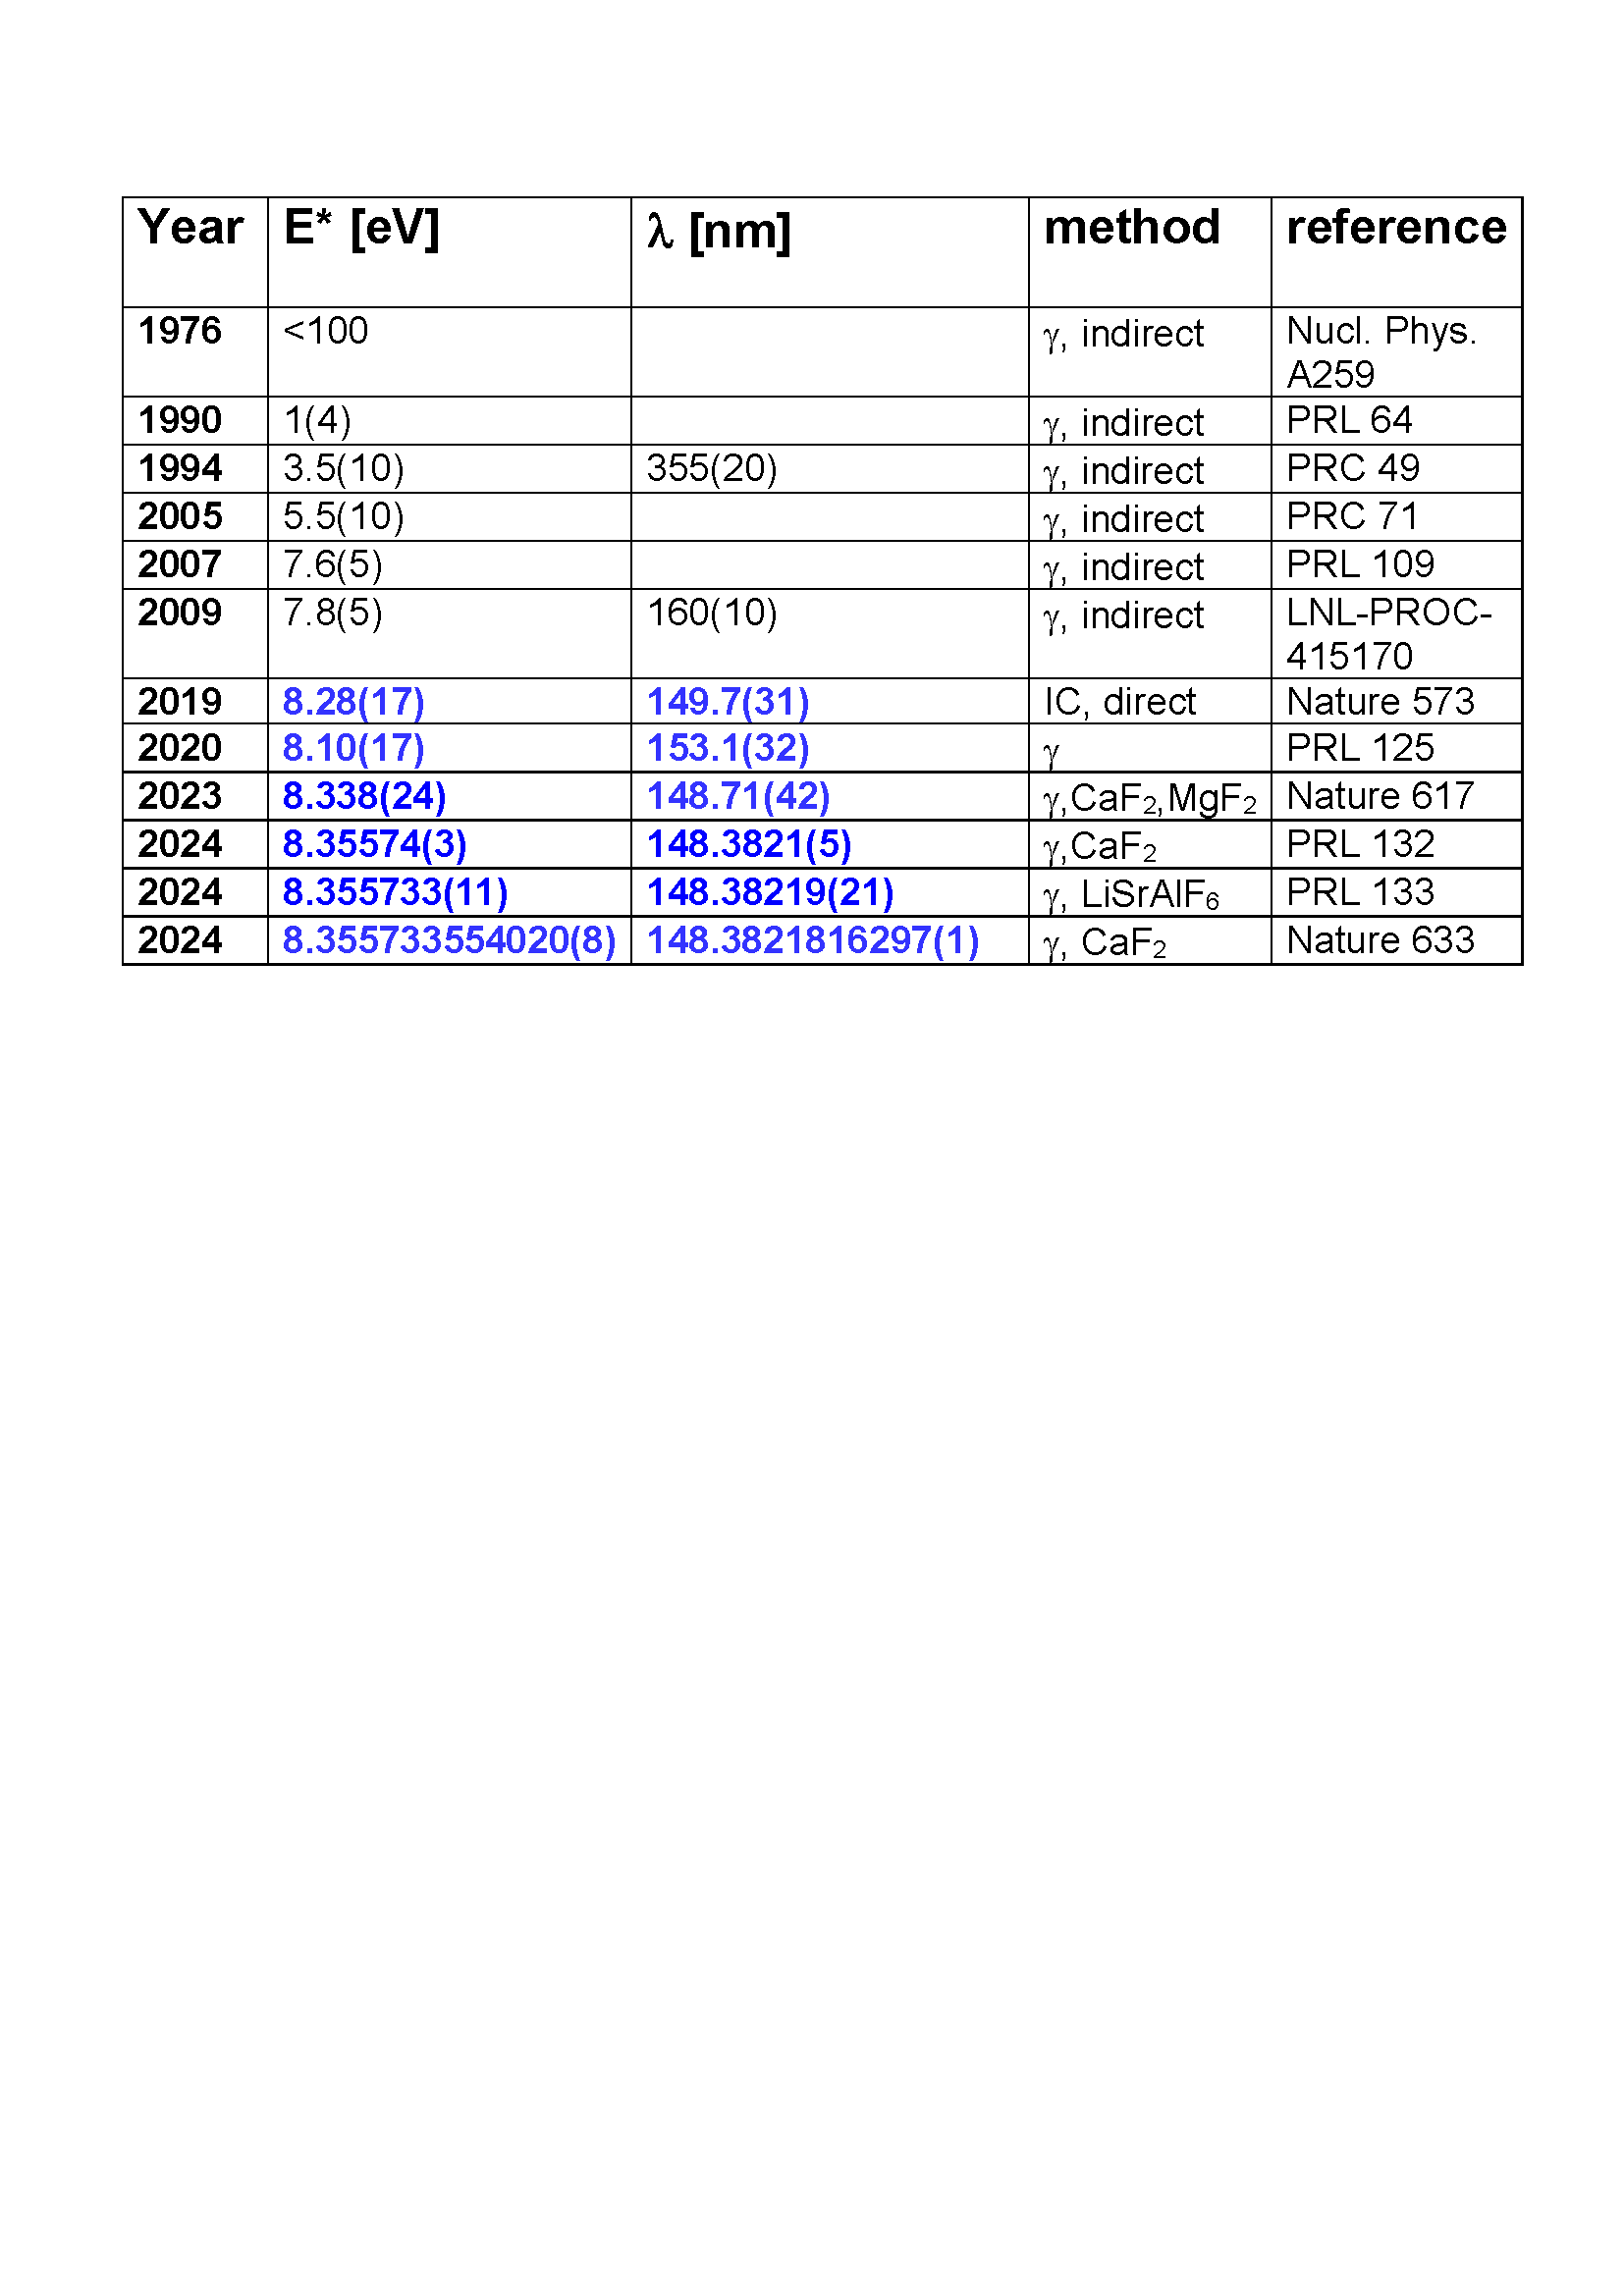 Year E* [eV] λ [nm] method reference
1976 <100 γ, indirect Nucl. Phys.
A259
1990 1(4) γ, indirect PRL 64
1994 3.5(10) 355(20) γ, indirect PRC 49
2005 5.5(10) γ, indirect PRC 71
2007 7.6(5) γ, indirect PRL 109
2009 7.8(5) 160(10) γ, indirect LNL-PROC-
415170
2019 8.28(17) 149.7(31) IC, direct Nature 573
2020 8.10(17) 153.1(32) γ PRL 125
2023 8.338(24) 148.71(42) γ,CaF₂,MgF₂ Nature 617
2024 8.35574(3) 148.3821(5) γ,CaF₂ PRL 132
2024 8.355733(11) 148.38219(21) γ, LiSrAlF₆ PRL 133
2024 8.355733554020(8) 148.3821816297(1) γ, CaF₂ Nature 633